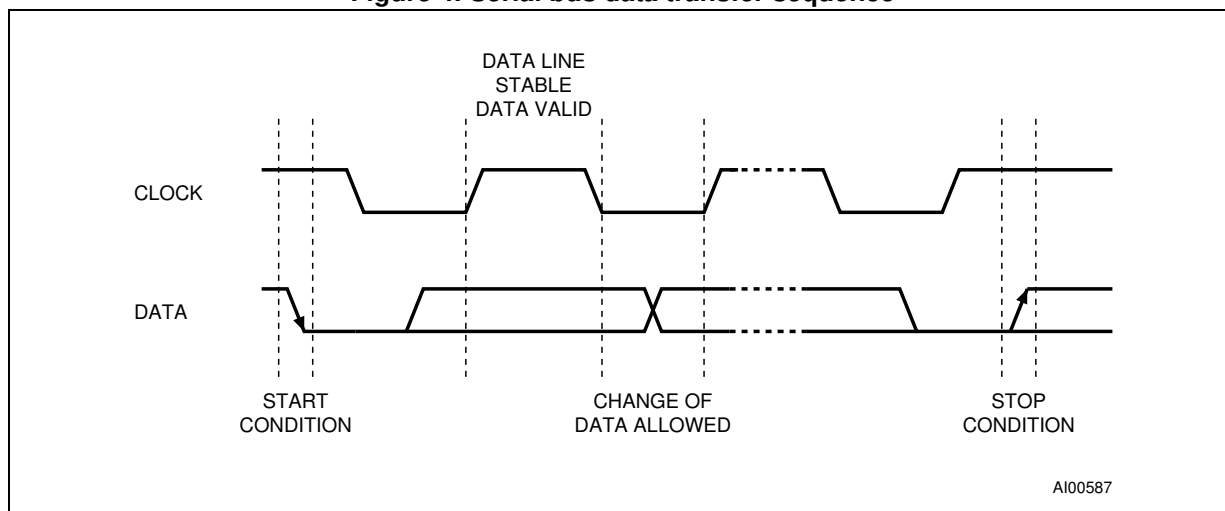 Figure 4. Serial bus data transfer sequence
DATA LINE
STABLE
DATA VALID
CLOCK
DATA
START
CONDITION
CHANGE OF
DATA ALLOWED
STOP
CONDITION
AI00587